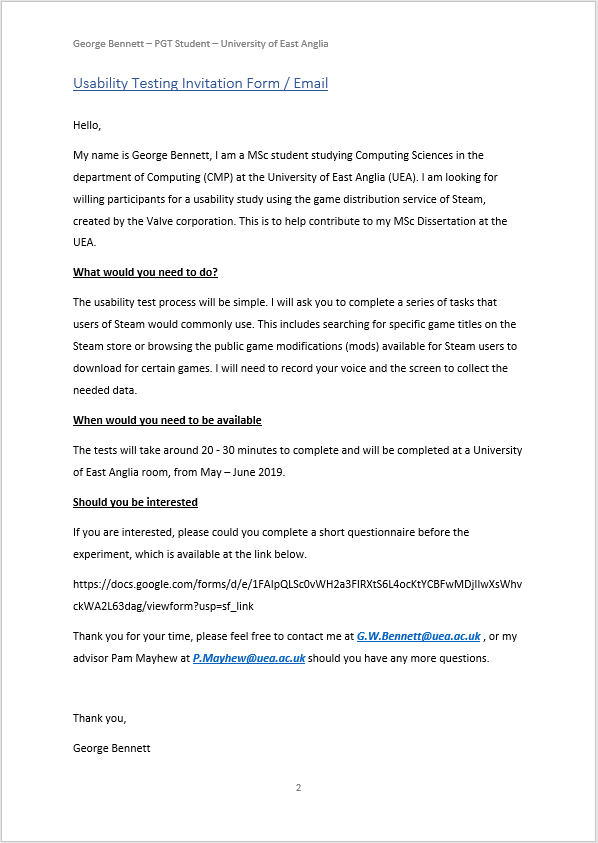 George Bennett – PGT Student – University of East Anglia
Usability Testing Invitation Form / Email
Hello,
My name is George Bennett, I am a MSc student studying Computing Sciences in the
department of Computing (CMP) at the University of East Anglia (UEA). I am looking for
willing participants for a usability study using the game distribution service of Steam,
created by the Valve corporation. This is to help contribute to my MSc Dissertation at the
UEA.
What would you need to do?
The usability test process will be simple. I will ask you to complete a series of tasks that
users of Steam would commonly use. This includes searching for specific game titles on the
Steam store or browsing the public game modifications (mods) available for Steam users to
download for certain games. I will need to record your voice and the screen to collect the
needed data.
When would you need to be available
The tests will take around 20 - 30 minutes to complete and will be completed at a University
of East Anglia room, from May – June 2019.
Should you be interested
If you are interested, please could you complete a short questionnaire before the
experiment, which is available at the link below.
https://docs.google.com/forms/d/e/1FAIpQLSc0vWH2a3FIRXtS6L4ocKtYCBFwMDjIlwXsWhv
ckWA2L63dag/viewform?usp=sf_link
Thank you for your time, please feel free to contact me at G.W.Bennett@uea.ac.uk , or my
advisor Pam Mayhew at P.Mayhew@uea.ac.uk should you have any more questions.
Thank you,
George Bennett
2